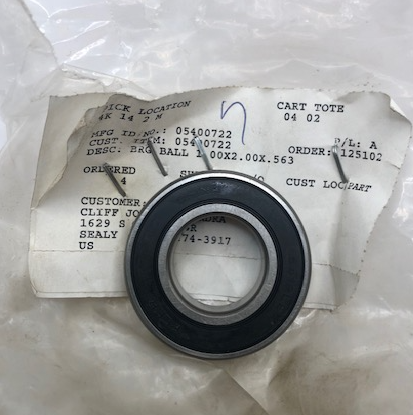 PICK LOCATION
4K 14 2 M
CART TOTE
04 02
MFG ID NO.: 05400722
CUST. ITEM: 05400722
P/L: A
DESC. BRG BALL 1.00X2.00X.563
ORDER: 125102
ORDERED
4
CUST LOC/PART
CUSTOMER:
CLIFF
1629 S
SEALY
74-3917
US